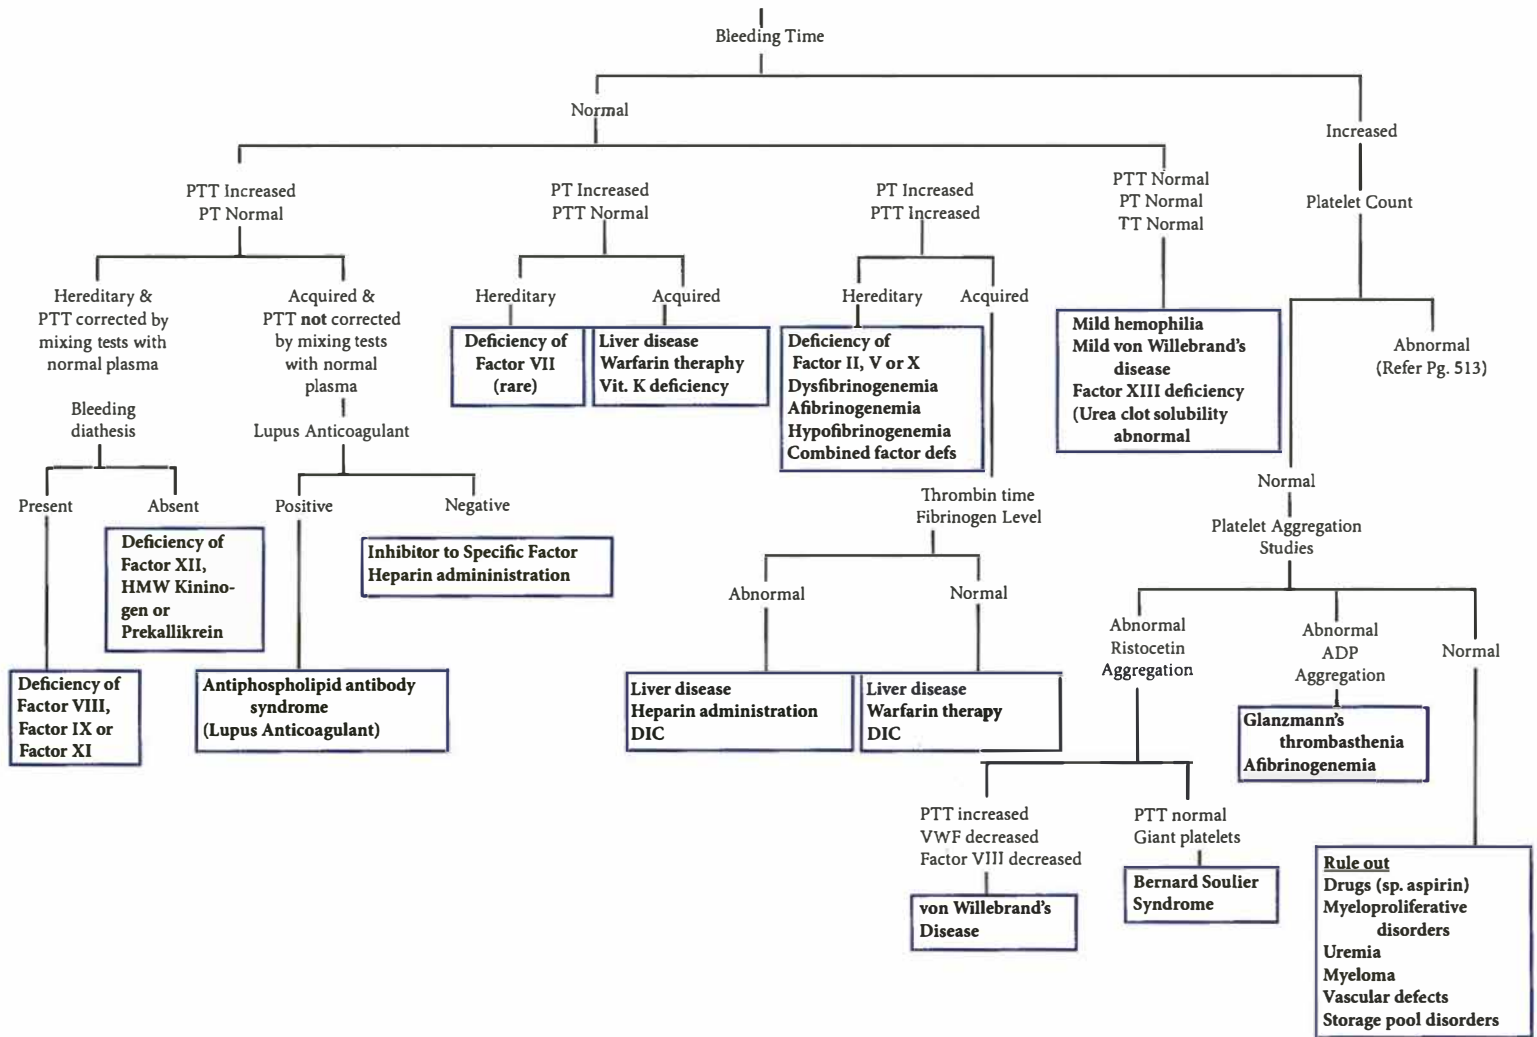 Bleeding Time
Normal
Increased
PTT Increased
PT Normal
PT Increased
PTT Normal
PT Increased
PTT Increased
PTT Normal
PT Normal
TT Normal
Platelet Count
Hereditary &
PTT corrected by
mixing tests with
normal plasma
Acquired &
PTT not corrected
by mixing tests
with normal
plasma
Hereditary
Acquired
Hereditary
Acquired
Deficiency of
Factor VII
(rare)
Liver disease
Warfarin theraphy
Vit. K deficiency
Deficiency of
Factor II, V or X
Dysfibrinogenemia
Afibrinogenemia
Hypofibrinogenemia
Combined factor defs
Mild hemophilia
Mild von Willebrand's
disease
Factor XIII deficiency
(Urea clot solubility
abnormal
Abnormal
(Refer Pg. 513)
Bleeding
diathesis
Lupus Anticoagulant
Present
Absent
Positive
Negative
Thrombin time
Fibrinogen Level
Normal
Platelet Aggregation
Studies
Deficiency of
Factor XII,
HMW Kinino-
gen or
Prekallikrein
Inhibitor to Specific Factor
Heparin admininistration
Abnormal
Normal
Abnormal
Ristocetin
Aggregation
Abnormal
ADP
Aggregation
Normal
Deficiency of
Factor VIII,
Factor IX or
Factor XI
Antiphospholipid antibody
syndrome
(Lupus Anticoagulant)
Liver disease
Heparin administration
DIC
Liver disease
Warfarin therapy
DIC
Glanzmann's
thrombasthenia
Afibrinogenemia
PTT increased
VWF decreased
Factor VIII decreased
PTT normal
Giant platelets
von Willebrand's
Disease
Bernard Soulier
Syndrome
Rule out
Drugs (sp. aspirin)
Myeloproliferative
disorders
Uremia
Myeloma
Vascular defects
Storage pool disorders